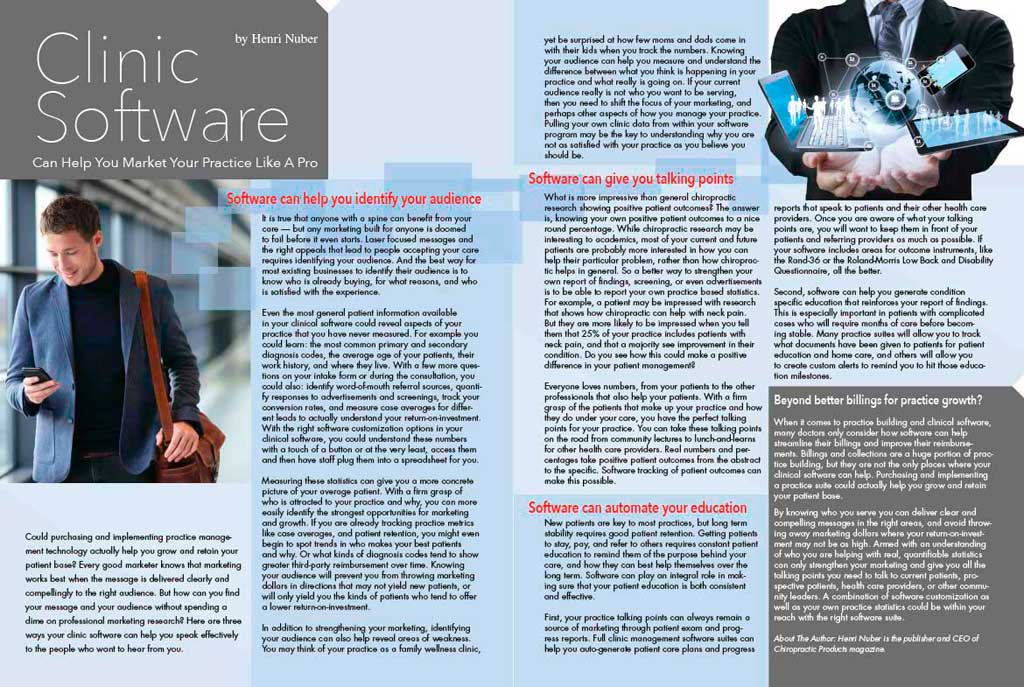 Clinic
Software
by Henri Nuber
Can Help You Market Your Practice Like A Pro
Could purchasing and implementing practice manage-
ment technology actually help you grow and retain your
patient base? Every good marketer knows that marketing
works best when the message is delivered clearly and
compellingly to the right audience. But how can you find
your message and your audience without spending a
dime on professional marketing research? Here are three
ways your clinic software can help you speak effectively
to the people who want to hear from you.
Software can help you identify your audience
It is true that anyone with a spine can benefit from your
care — but any marketing built for anyone is doomed
to fail before it even starts. Laser focused messages and
the right appeals that lead to people accepting your care
requires identifying your audience. And the best way for
most existing businesses to identify their audience is to
know who is already buying, for what reasons, and who
is satisfied with the experience.
Even the most general patient information available
in your clinical software could reveal aspects of your
practice that you have never measured. For example you
could learn: the most common primary and secondary
diagnosis codes, the average age of your patients, their
work history, and where they live. With a few more ques-
tions on your intake form or during the consultation, you
could also: identify word-of-mouth referral sources, quanti-
fy responses to advertisements and screenings, track your
conversion rates, and measure case averages for differ-
ent leads to actually understand your return-on-investment.
With the right software customization options in your
clinical software, you could understand these numbers
with a touch of a button or at the very least, access them
and then have staff plug them into a spreadsheet for you.
Measuring these statistics can give you a more concrete
picture of your average patient. With a firm grasp of
who is attracted to your practice and why, you can more
easily identify the strongest opportunities for marketing
and growth. If you are already tracking practice metrics
like case averages, and patient retention, you might even
begin to spot trends in who makes your best patients
and why. Or what kinds of diagnosis codes tend to show
greater third-party reimbursement over time. Knowing
your audience will prevent you from throwing marketing
dollars in directions that may not yield new patients, or
will only yield you the kinds of patients who tend to offer
a lower return-on-investment.
In addition to strengthening your marketing, identifying
your audience can also help reveal areas of weakness.
You may think of your practice as a family wellness clinic,
yet be surprised at how few moms and dads come in
with their kids when you track the numbers. Knowing
your audience can help you measure and understand the
difference between what you think is happening in your
practice and what really is going on. If your current
audience really is not who you want to be serving,
then you need to shift the focus of your marketing, and
perhaps other aspects of how you manage your practice.
Pulling your own clinic data from within your software
program may be the key to understanding why you are
not as satisfied with your practice as you believe you
should be.
Software can give you talking points
What is more impressive than general chiropractic
research showing positive patient outcomes? The answer
is, knowing your own positive patient outcomes to a nice
round percentage. While chiropractic research may be
interesting to academics, most of your current and future
patients are probably more interested in how you can
help their particular problem, rather than how chiroprac-
tic helps in general. So a better way to strengthen your
own report of findings, screening, or even advertisements
is to be able to report your own practice based statistics.
For example, a patient may be impressed with research
that shows how chiropractic can help with neck pain.
But they are more likely to be impressed when you tell
them that 25% of your practice includes patients with
neck pain, and that a majority see improvement in their
condition. Do you see how this could make a positive
difference in your patient management?
Everyone loves numbers, from your patients to the other
professionals that also help your patients. With a firm
grasp of the patients that make up your practice and how
they do under your care, you have the perfect talking
points for your practice. You can take these talking points
on the road from community lectures to lunch-and-learns
for other health care providers. Real numbers and per-
centages take positive patient outcomes from the abstract
to the specific. Software tracking of patient outcomes can
make this possible.
Software can automate your education
New patients are key to most practices, but long term
stability requires good patient retention. Getting patients
to stay, pay, and refer to others requires constant patient
education to remind them of the purpose behind your
care, and how they can best help themselves over the
long term. Software can play an integral role in mak-
ing sure that your patient education is both consistent
and effective.
First, your practice talking points can always remain a
source of marketing through patient exam and prog-
ress reports. Full clinic management software suites can
help you auto-generate patient care plans and progress
reports that speak to patients and their other health care
providers. Once you are aware of what your talking
points are, you will want to keep them in front of your
patients and referring providers as much as possible. If
your software includes areas for outcome instruments, like
the Rand-36 or the Roland-Morris Low Back and Disability
Questionnaire, all the better.
Second, software can help you generate condition
specific education that reinforces your report of findings.
This is especially important in patients with complicated
cases who will require months of care before becom-
ing stable. Many practice suites will allow you to track
what documents have been given to patients for patient
education and home care, and others will allow you
to create custom alerts to remind you to hit those educa-
tion milestones.
Beyond better billings for practice growth?
When it comes to practice building and clinical software,
many doctors only consider how software can help
streamline their billings and improve their reimburse-
ments. Billings and collections are a huge portion of prac-
tice building, but they are not the only places where your
clinical software can help. Purchasing and implementing
a practice suite could actually help you grow and retain
your patient base.
By knowing who you serve you can deliver clear and
compelling messages in the right areas, and avoid throw-
ing away marketing dollars where your return-on-invest-
ment may not be as high. Armed with an understanding
of who you are helping with real, quantifiable statistics
can only strengthen your marketing and give you all the
talking points you need to talk to current patients, pro-
spective patients, health care providers, or other commu-
nity leaders. A combination of software customization as
well as your own practice statistics could be within your
reach with the right software suite.
About The Author: Henri Nuber is the publisher and CEO of
Chiropractic Products magazine.